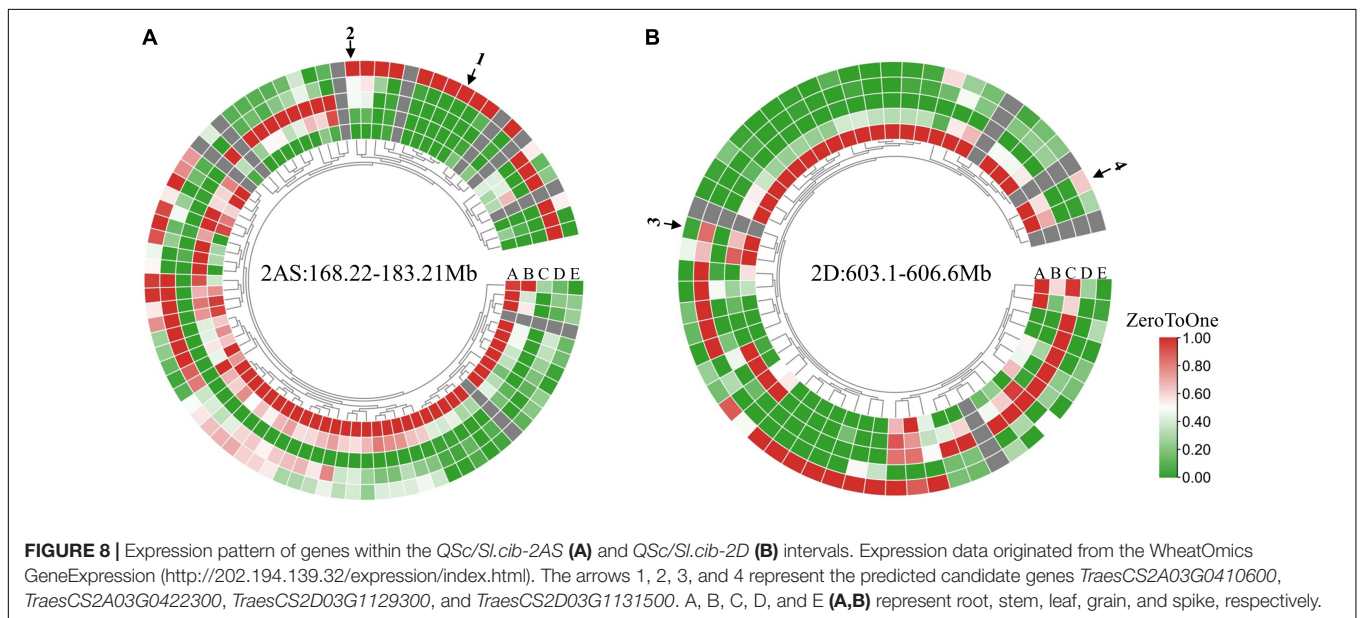 A
B
2
1
3
4
2AS:168.22-183.21Mb
A B C D E
2D:603.1-606.6Mb
A B C D E
ZeroToOne
1.00
0.80
0.60
0.40
0.20
0.00
FIGURE 8 | Expression pattern of genes within the QSc/Sl.cib-2AS (A) and QSc/Sl.cib-2D (B) intervals. Expression data originated from the WheatOmics
GeneExpression (http://202.194.139.32/expression/index.html). The arrows 1, 2, 3, and 4 represent the predicted candidate genes TraesCS2A03G0410600,
TraesCS2A03G0422300, TraesCS2D03G1129300, and TraesCS2D03G1131500. A, B, C, D, and E (A,B) represent root, stem, leaf, grain, and spike, respectively.